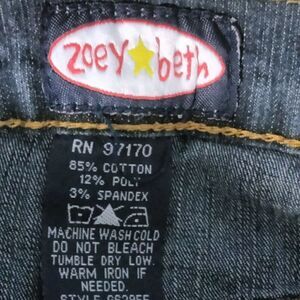 zoey beth
RN 97170
85% COTTON
12% POLY
3% SPANDEX
MACHINE WASH COLD
DO NOT BLEACH
TUMBLE DRY LOW.
WARM IRON IF
NEEDED.
STYLE